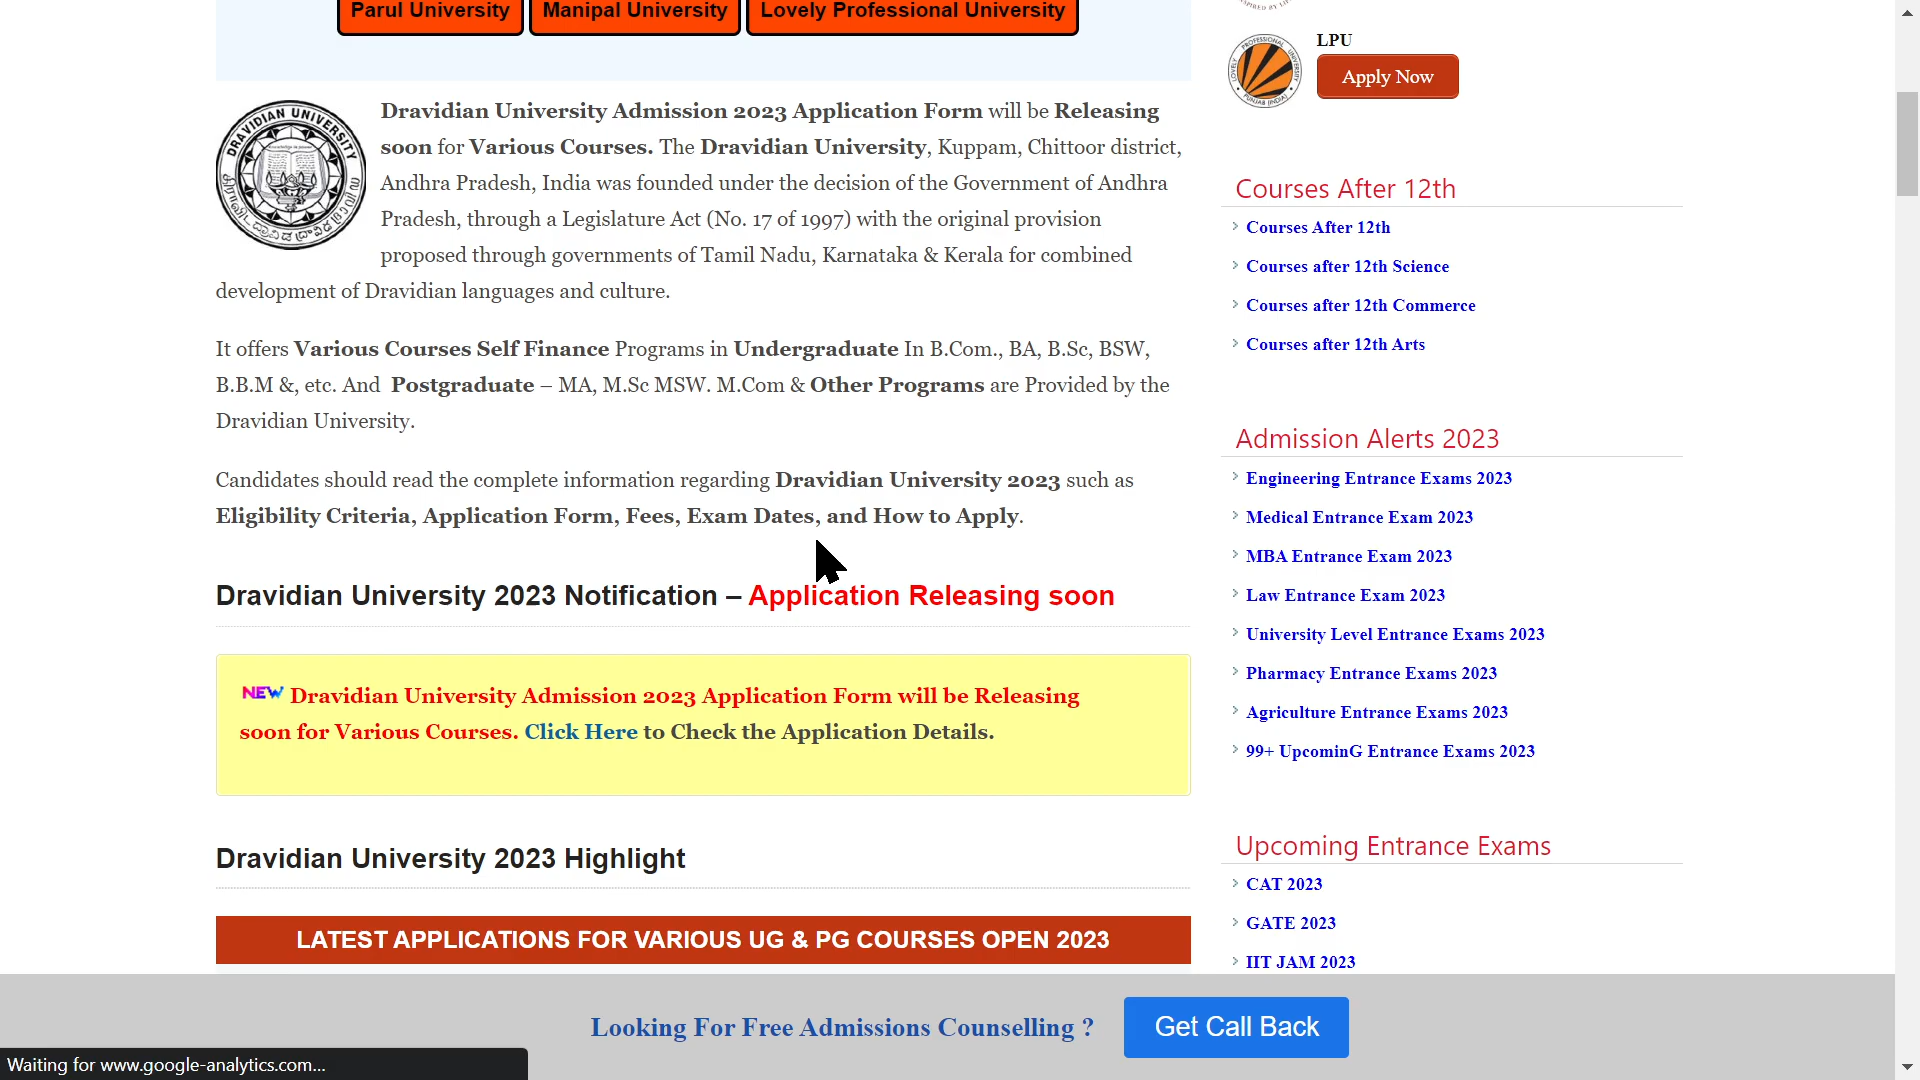 Parul University
Manipal University
Lovely Professional University
DRAVIDIAN UNIVERSITY
Dravidian University Admission 2023 Application Form will be Releasing
soon for Various Courses. The Dravidian University, Kuppam, Chittoor district,
Andhra Pradesh, India was founded under the decision of the Government of Andhra
Pradesh, through a Legislature Act (No. 17 of 1997) with the original provision
proposed through governments of Tamil Nadu, Karnataka & Kerala for combined
development of Dravidian languages and culture.
It offers Various Courses Self Finance Programs in Undergraduate In B.Com., BA, B.Sc, BSW,
B.B.M &, etc. And Postgraduate – MA, M.Sc MSW. M.Com & Other Programs are Provided by the
Dravidian University.
Candidates should read the complete information regarding Dravidian University 2023 such as
Eligibility Criteria, Application Form, Fees, Exam Dates, and How to Apply.
Dravidian University 2023 Notification – Application Releasing soon
NEW Dravidian University Admission 2023 Application Form will be Releasing
soon for Various Courses. Click Here to Check the Application Details.
Dravidian University 2023 Highlight
LATEST APPLICATIONS FOR VARIOUS UG & PG COURSES OPEN 2023
LOVELY PROFESSIONAL UNIVERSITY
PUNJAB (INDIA)
LPU
Apply Now
Courses After 12th
Courses After 12th
Courses after 12th Science
Courses after 12th Commerce
Courses after 12th Arts
Admission Alerts 2023
Engineering Entrance Exams 2023
Medical Entrance Exam 2023
MBA Entrance Exam 2023
Law Entrance Exam 2023
University Level Entrance Exams 2023
Pharmacy Entrance Exams 2023
Agriculture Entrance Exams 2023
99+ UpcominG Entrance Exams 2023
Upcoming Entrance Exams
CAT 2023
GATE 2023
IIT JAM 2023
Looking For Free Admissions Counselling ?
Get Call Back
Waiting for www.google-analytics.com...